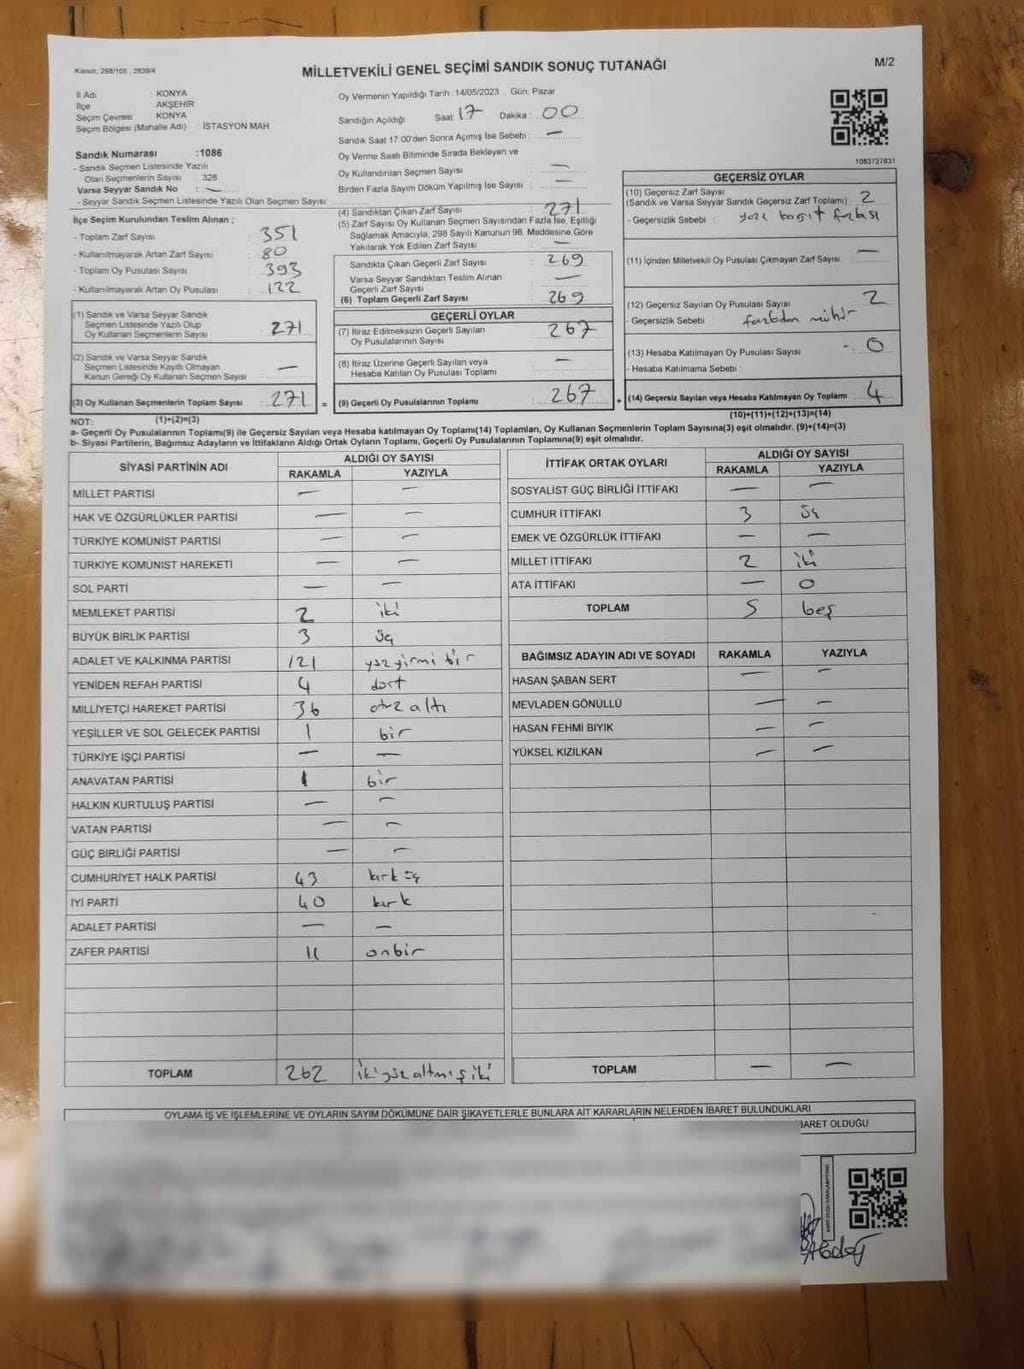 Kanun; 298/105 , 2839/4
MİLLETVEKİLİ GENEL SEÇİMİ SANDIK SONUÇ TUTANAĞI
M/2
İl Adı : KONYA
İlçe AKŞEHİR
Seçim Çevresi : KONYA
Seçim Bölgesi (Mahalle Adı) : İSTASYON MAH.
Oy Vermenin Yapıldığı Tarih :14/05/2023 Gün: Pazar
Sandığın Açıldığı Saat: 17 Dakika : 00
Sandık Saat 17:00'den Sonra Açmış İse Sebebi : —
Oy Verme Saati Bitiminde Sırada Bekleyen ve
Oy Kullandırılan Seçmen Sayısı : —
Birden Fazla Sayım Döküm Yapılmış İse Sayısı : —
1083727831
Sandık Numarası :1086
- Sandık Seçmen Listesinde Yazılı
Olan Seçmenlerin Sayısı : 328
Varsa Seyyar Sandık No : —
- Seyyar Sandık Seçmen Listesinde Yazılı Olan Seçmen Sayısı :
İlçe Seçim Kurulundan Teslim Alınan ;
- Toplam Zarf Sayısı : 351
- Kullanılmayarak Artan Zarf Sayısı : 80
- Toplam Oy Pusulası Sayısı : 393
- Kullanılmayarak Artan Oy Pusulası : 122
(1) Sandık ve Varsa Seyyar Sandık
Seçmen Listesinde Yazılı Olup
Oy Kullanan Seçmenlerin Sayısı : 271
(2) Sandık ve Varsa Seyyar Sandık
Seçmen Listesinde Kayıtlı Olmayan
Kanun Gereği Oy Kullanan Seçmen Sayısı : —
(3) Oy Kullanan Seçmenlerin Toplam Sayısı : 271 =
(4) Sandıktan Çıkan Zarf Sayısı : 271
(5) Zarf Sayısı Oy Kullanan Seçmen Sayısından Fazla İse, Eşitliği
Sağlamak Amacıyla, 298 Sayılı Kanunun 98. Maddesine Göre
Yakılarak Yok Edilen Zarf Sayısı : —
Sandıkta Çıkan Geçerli Zarf Sayısı : 269
Varsa Seyyar Sandıktan Teslim Alınan
Geçerli Zarf Sayısı : —
(6) Toplam Geçerli Zarf Sayısı : 269
GEÇERLİ OYLAR
(7) İtiraz Edilmeksizin Geçerli Sayılan
Oy Pusulalarının Sayısı : 267
(8) İtiraz Üzerine Geçerli Sayılan veya
Hesaba Katılan Oy Pusulası Toplamı : —
(9) Geçerli Oy Pusulalarının Toplamı : 267 +
GEÇERSİZ OYLAR
(10) Geçersiz Zarf Sayısı
(Sandık ve Varsa Seyyar Sandık Geçersiz Zarf Toplamı) : 2
- Geçersizlik Sebebi :
(11) İçinden Milletvekili Oy Pusulası Çıkmayan Zarf Sayısı : —
(12) Geçersiz Sayılan Oy Pusulası Sayısı : 2
- Geçersizlik Sebebi : fazladan mühür
(13) Hesaba Katılmayan Oy Pusulası Sayısı : 0
- Hesaba Katılmama Sebebi :
(14) Geçersiz Sayılan veya Hesaba Katılmayan Oy Toplamı : 4
NOT: (1)+(2)=(3)
(10)+(11)+(12)+(13)=(14)
a- Geçerli Oy Pusulalarının Toplamı(9) ile Geçersiz Sayılan veya Hesaba katılmayan Oy Toplamı(14) Toplamları, Oy Kullanan Seçmenlerin Toplam Sayısına(3) eşit olmalıdır. (9)+(14)=(3)
b- Siyasi Partilerin, Bağımsız Adayların ve İttifakların Aldığı Ortak Oyların Toplamı, Geçerli Oy Pusulalarının Toplamına(9) eşit olmalıdır.
SİYASİ PARTİNİN ADI ALDIĞI OY SAYISI
RAKAMLA YAZIYLA
MİLLET PARTİSİ — —
HAK VE ÖZGÜRLÜKLER PARTİSİ — —
TÜRKİYE KOMÜNİST PARTİSİ — —
TÜRKİYE KOMÜNİST HAREKETİ — —
SOL PARTİ — —
MEMLEKET PARTİSİ 2 iki
BÜYÜK BİRLİK PARTİSİ 3 üç
ADALET VE KALKINMA PARTİSİ 121 yüzyirmi bir
YENİDEN REFAH PARTİSİ 4 dört
MİLLİYETÇİ HAREKET PARTİSİ 36 otuz altı
YEŞİLLER VE SOL GELECEK PARTİSİ 1 bir
TÜRKİYE İŞÇİ PARTİSİ — —
ANAVATAN PARTİSİ 1 bir
HALKIN KURTULUŞ PARTİSİ — —
VATAN PARTİSİ — —
GÜÇ BİRLİĞİ PARTİSİ — —
CUMHURİYET HALK PARTİSİ 43 kırk üç
İYİ PARTİ 40 kırk
ADALET PARTİSİ — —
ZAFER PARTİSİ 11 onbir
TOPLAM 262 ikiyüz altmış iki
İTTİFAK ORTAK OYLARI ALDIĞI OY SAYISI
RAKAMLA YAZIYLA
SOSYALİST GÜÇ BİRLİĞİ İTTİFAKI — —
CUMHUR İTTİFAKI 3 üç
EMEK VE ÖZGÜRLÜK İTTİFAKI — —
MİLLET İTTİFAKI 2 iki
ATA İTTİFAKI — 0
TOPLAM 5 beş
BAĞIMSIZ ADAYIN ADI VE SOYADI RAKAMLA YAZIYLA
HASAN ŞABAN SERT — —
MEVLADEN GÖNÜLLÜ — —
HASAN FEHMİ BIYIK — —
YÜKSEL KIZILKAN — —
TOPLAM — —
OYLAMA İŞ VE İŞLEMLERİNE VE OYLARIN SAYIM DÖKÜMÜNE DAİR ŞİKAYETLERLE BUNLARA AİT KARARLARIN NELERDEN İBARET BULUNDUKLARI
BARET OLDUĞU